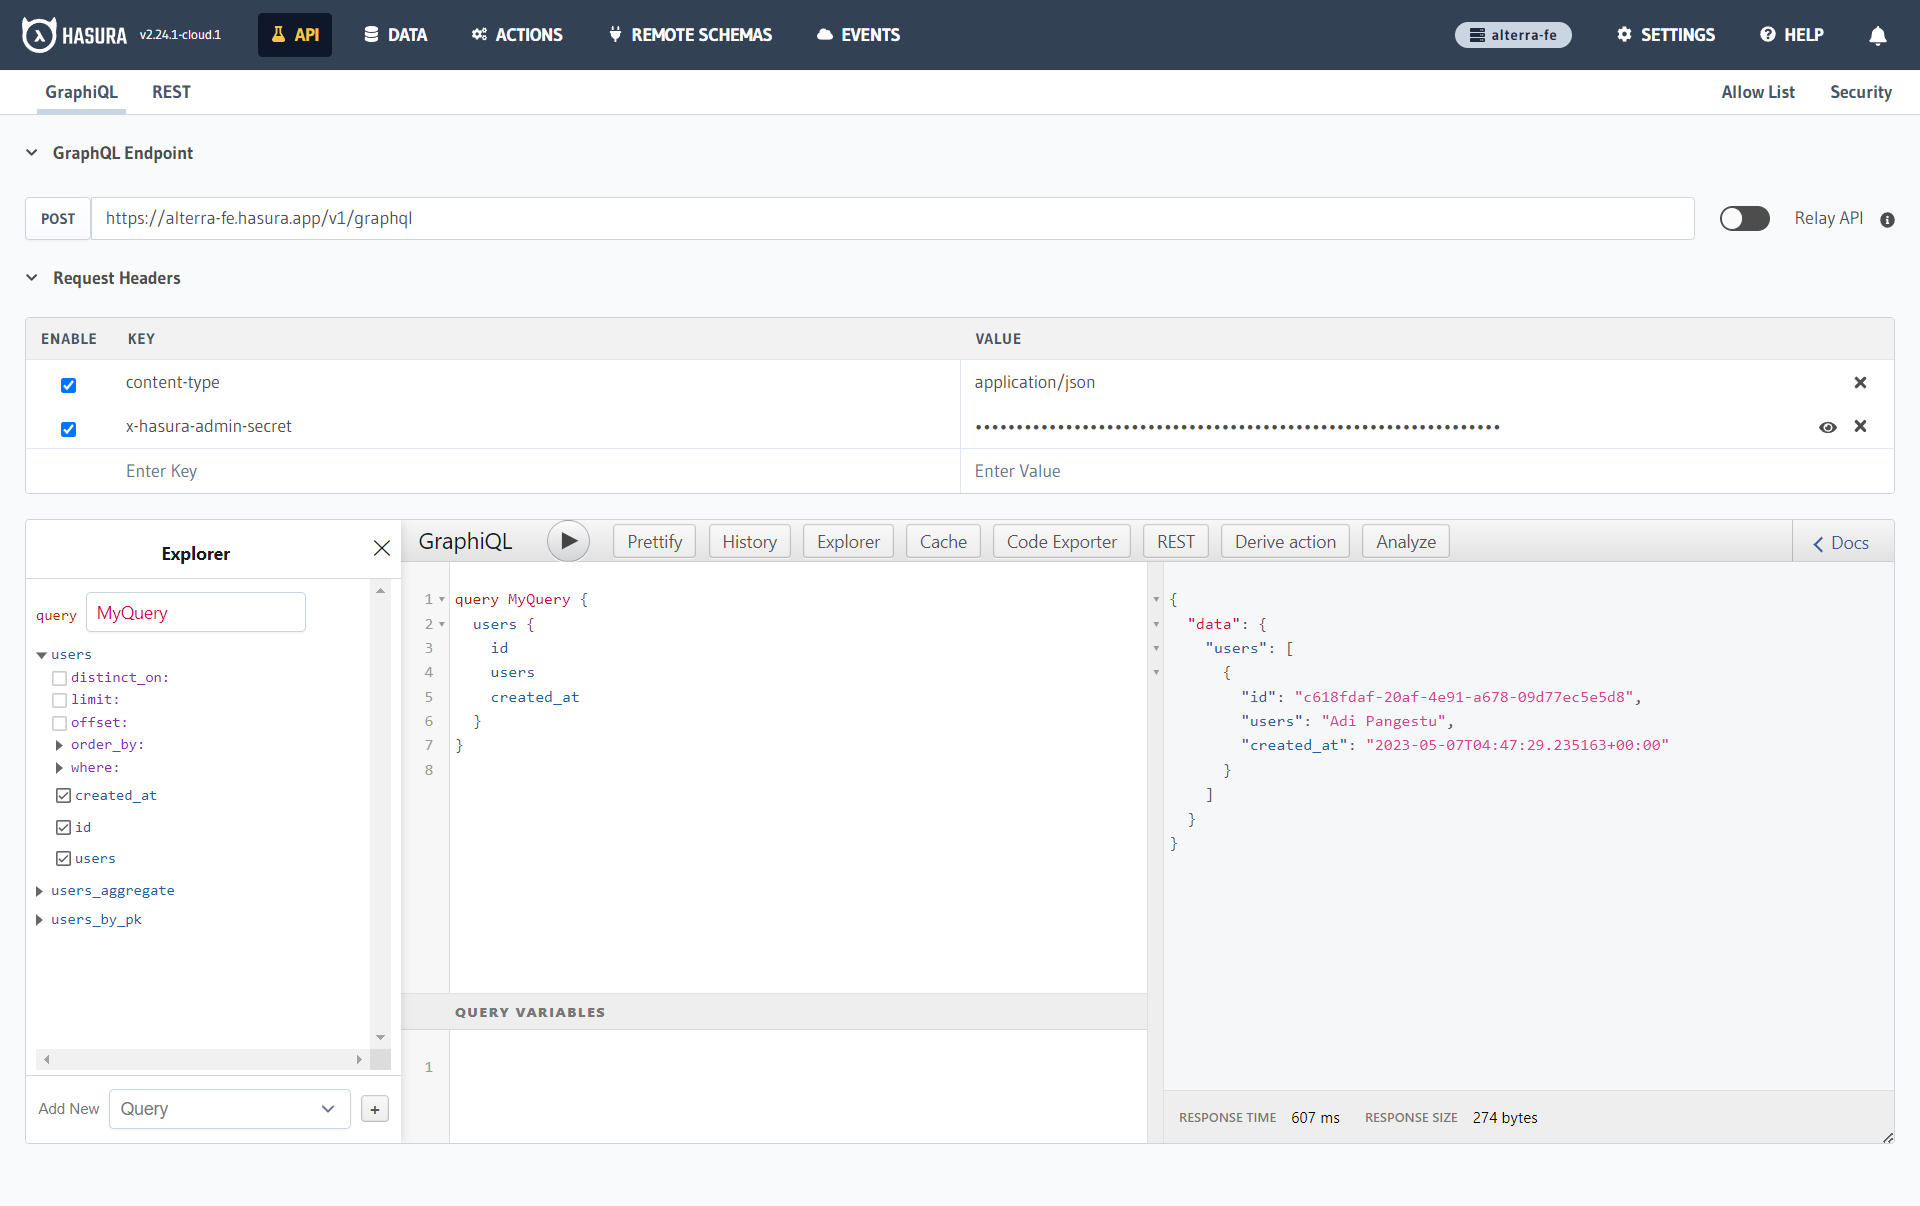 HASURA v2.24.1-cloud.1 API DATA ACTIONS REMOTE SCHEMAS EVENTS alterra-fe SETTINGS HELP
GraphiQL REST Allow List Security
GraphQL Endpoint
POST https://alterra-fe.hasura.app/v1/graphql Relay API
Request Headers
ENABLE KEY VALUE
content-type application/json
x-hasura-admin-secret ••••••••••••••••••••••••••••••••••••••••••••••••••••••••••••••••
Enter Key Enter Value
Explorer
query MyQuery
users
distinct_on:
limit:
offset:
order_by:
where:
created_at
id
users
users_aggregate
users_by_pk
Add New Query +
GraphiQL Prettify History Explorer Cache Code Exporter REST Derive action Analyze Docs
1 query MyQuery {
2 users {
3 id
4 users
5 created_at
6 }
7 }
8
QUERY VARIABLES
1
{
"data": {
"users": [
{
"id": "c618fdaf-20af-4e91-a678-09d77ec5e5d8",
"users": "Adi Pangestu",
"created_at": "2023-05-07T04:47:29.235163+00:00"
}
]
}
}
RESPONSE TIME 607 ms RESPONSE SIZE 274 bytes